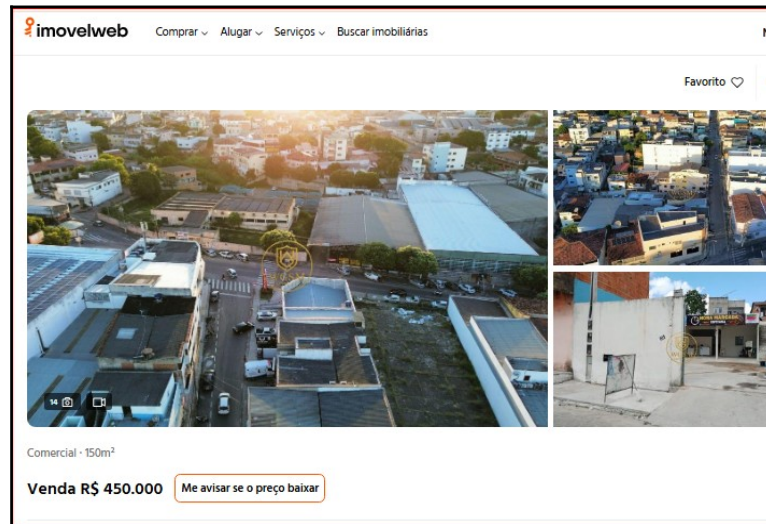 imovelweb
Comprar Alugar Serviços Buscar imobiliárias
Favorito
14
Comercial · 150m²
Venda R$ 450.000
Me avisar se o preço baixar